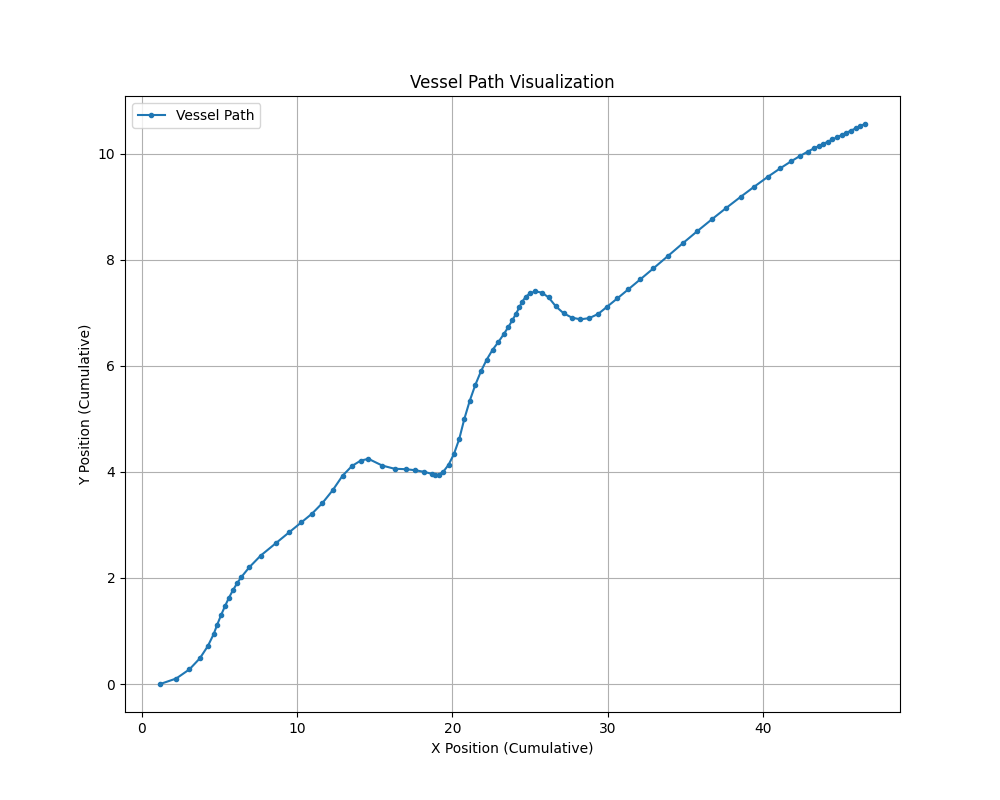 Vessel Path Visualization
Vessel Path
Y Position (Cumulative)
10
8
6
4
2
0
0 10 20 30 40
X Position (Cumulative)